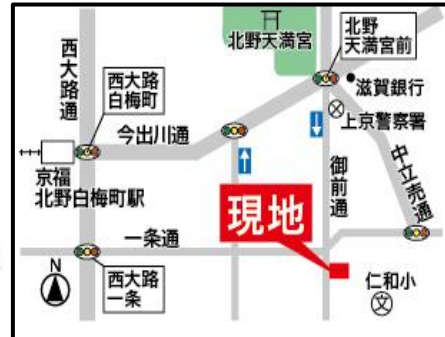 北野天満宮
北野
天満宮前
滋賀銀行
上京警察署
西大路通
西大路
白梅町
今出川通
京福
北野白梅町駅
御前通
中立売通
現地
一条通
西大路
一条
N
仁和小
文